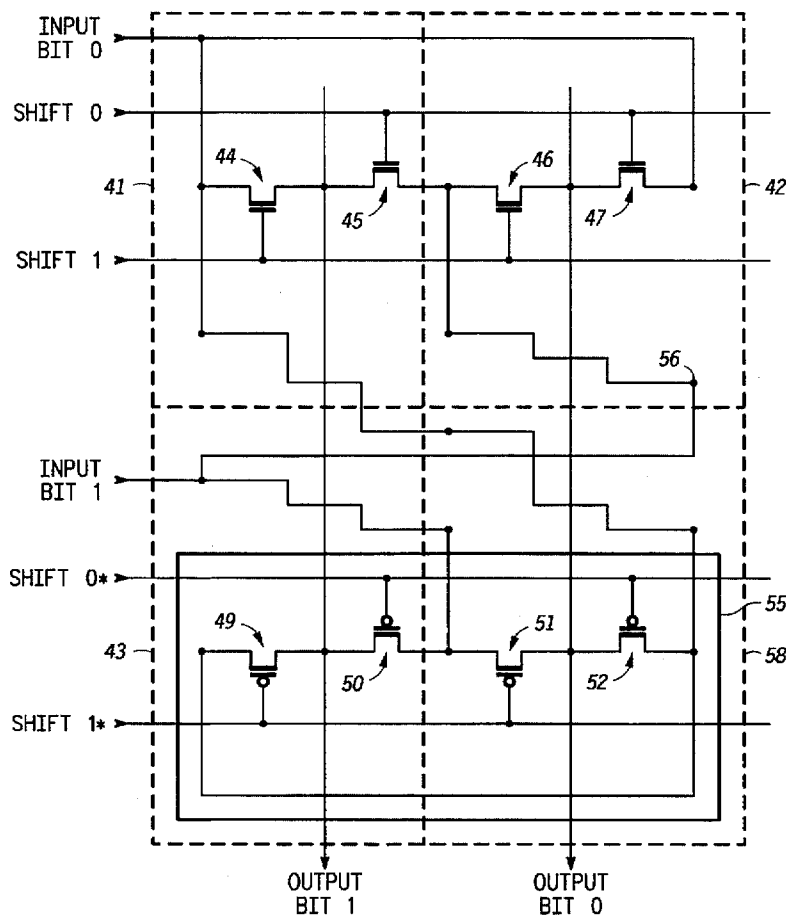 INPUT
BIT 0
SHIFT 0
44
46
41
42
45
47
SHIFT 1
56
INPUT
BIT 1
SHIFT 0*
55
49
51
43
58
50
52
SHIFT 1*
OUTPUT
BIT 1
OUTPUT
BIT 0